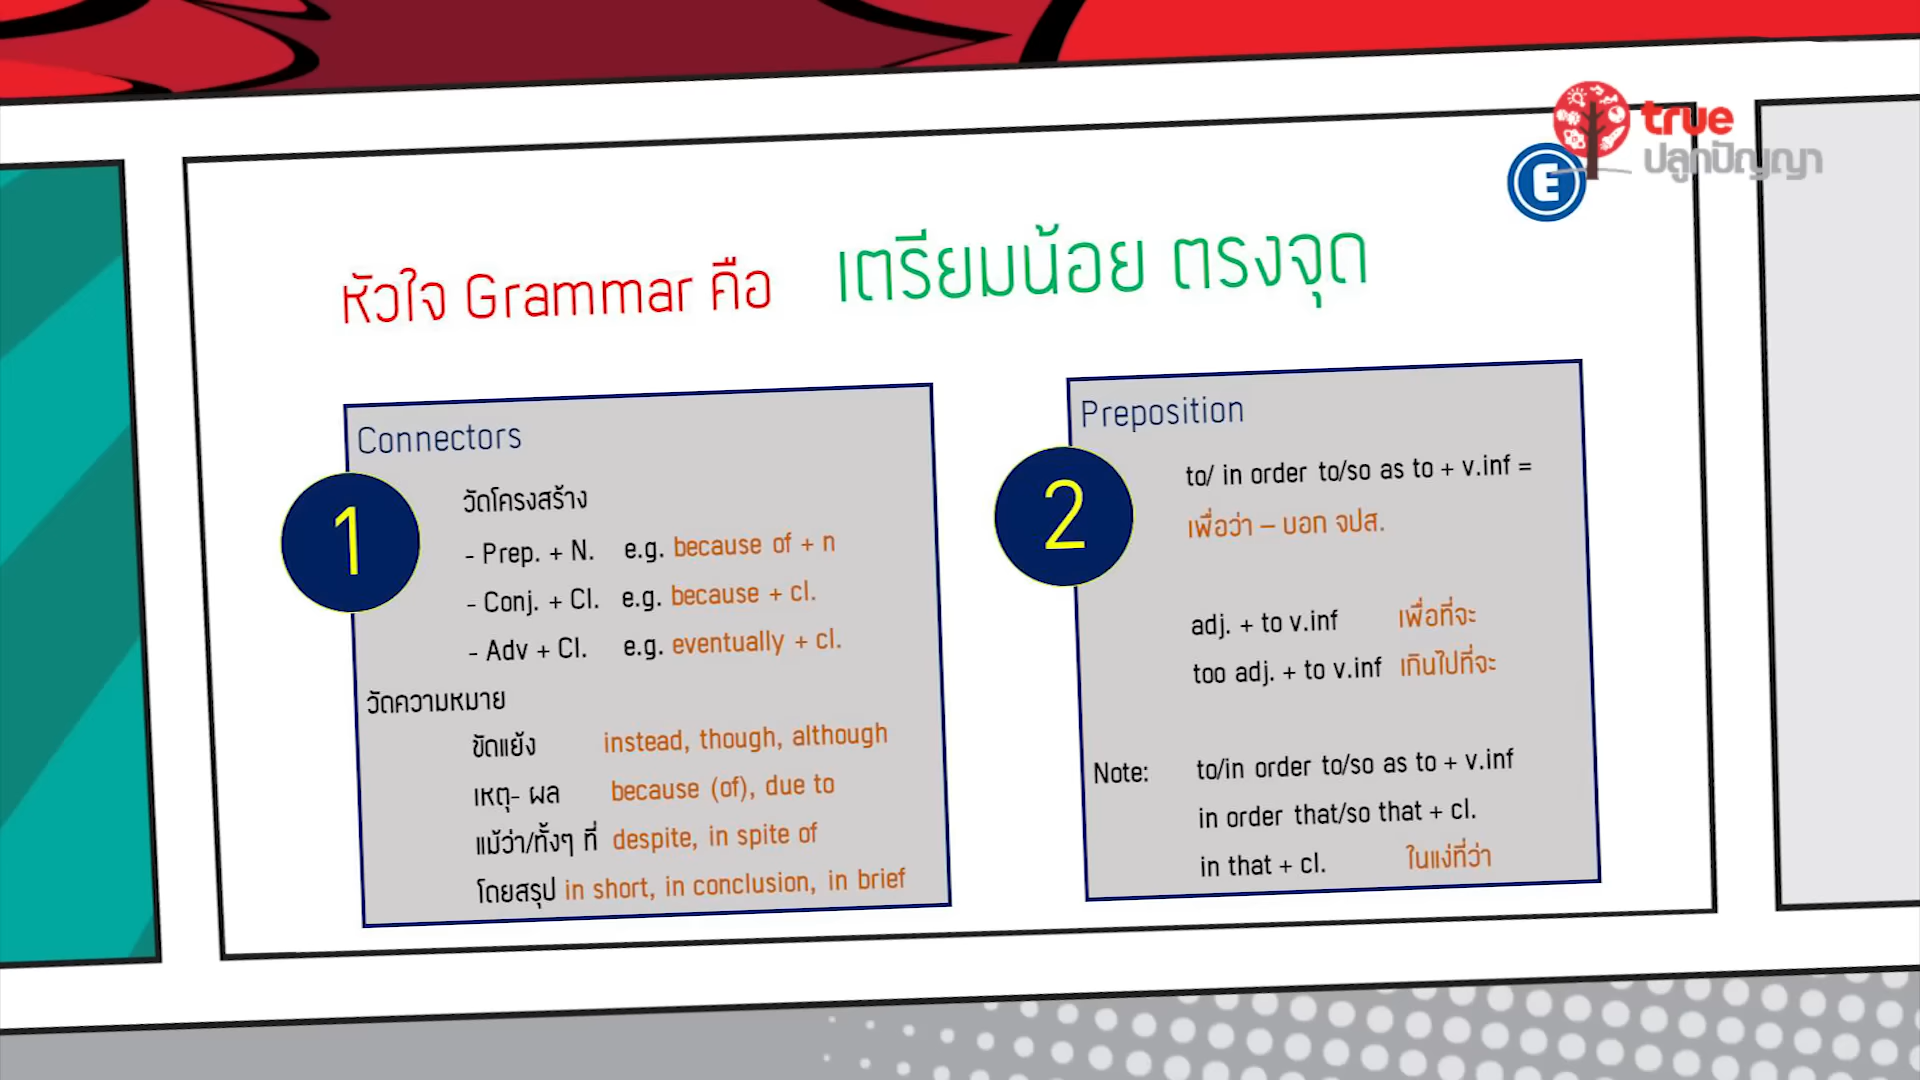 true
ปลูกปัญญา
E
หัวใจ Grammar คือ เตรียมน้อย ตรงจุด
Connectors
1
วัดโครงสร้าง
- Prep. + N. e.g. because of + n
- Conj. + Cl. e.g. because + cl.
- Adv + Cl. e.g. eventually + cl.
วัดความหมาย
ขัดแย้ง instead, though, although
เหตุ- ผล because (of), due to
แม้ว่า/ทั้งๆ ที่ despite, in spite of
โดยสรุป in short, in conclusion, in brief
Preposition
2
to/ in order to/so as to + v.inf =
เพื่อว่า – บอก จปส.
adj. + to v.inf เพื่อที่จะ
too adj. + to v.inf เกินไปที่จะ
Note: to/in order to/so as to + v.inf
in order that/so that + cl.
in that + cl. ในแง่ที่ว่า